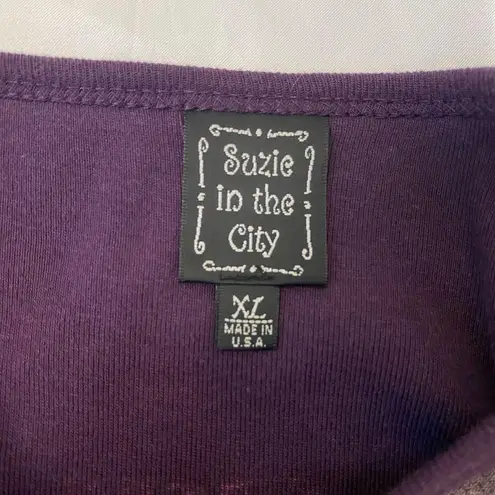 Suzie
in the
City
XL
MADE IN
U.S.A.